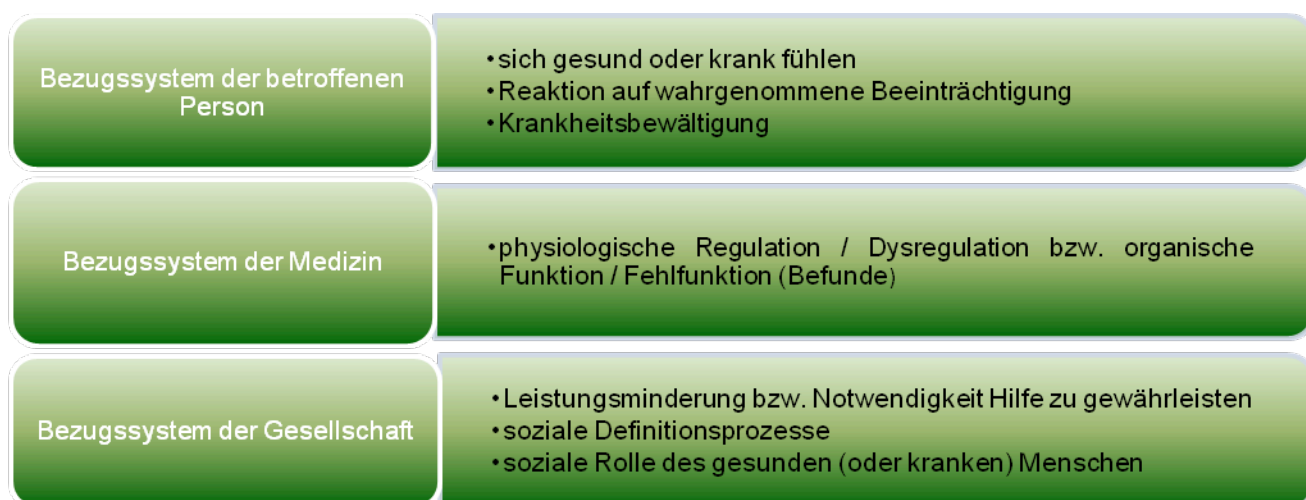 Bezugssystem der betroffenen
Person
•sich gesund oder krank fühlen
•Reaktion auf wahrgenommene Beeinträchtigung
•Krankheitsbewältigung
Bezugssystem der Medizin
•physiologische Regulation / Dysregulation bzw. organische
Funktion / Fehlfunktion (Befunde)
Bezugssystem der Gesellschaft
•Leistungsminderung bzw. Notwendigkeit Hilfe zu gewährleisten
•soziale Definitionsprozesse
•soziale Rolle des gesunden (oder kranken) Menschen